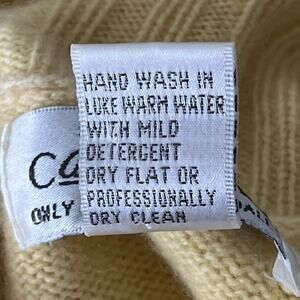 HAND WASH IN
LUKE WARM WATER
WITH MILD
DETERGENT
DRY FLAT OR
PROFESSIONALLY
DRY CLEAN
ONLY